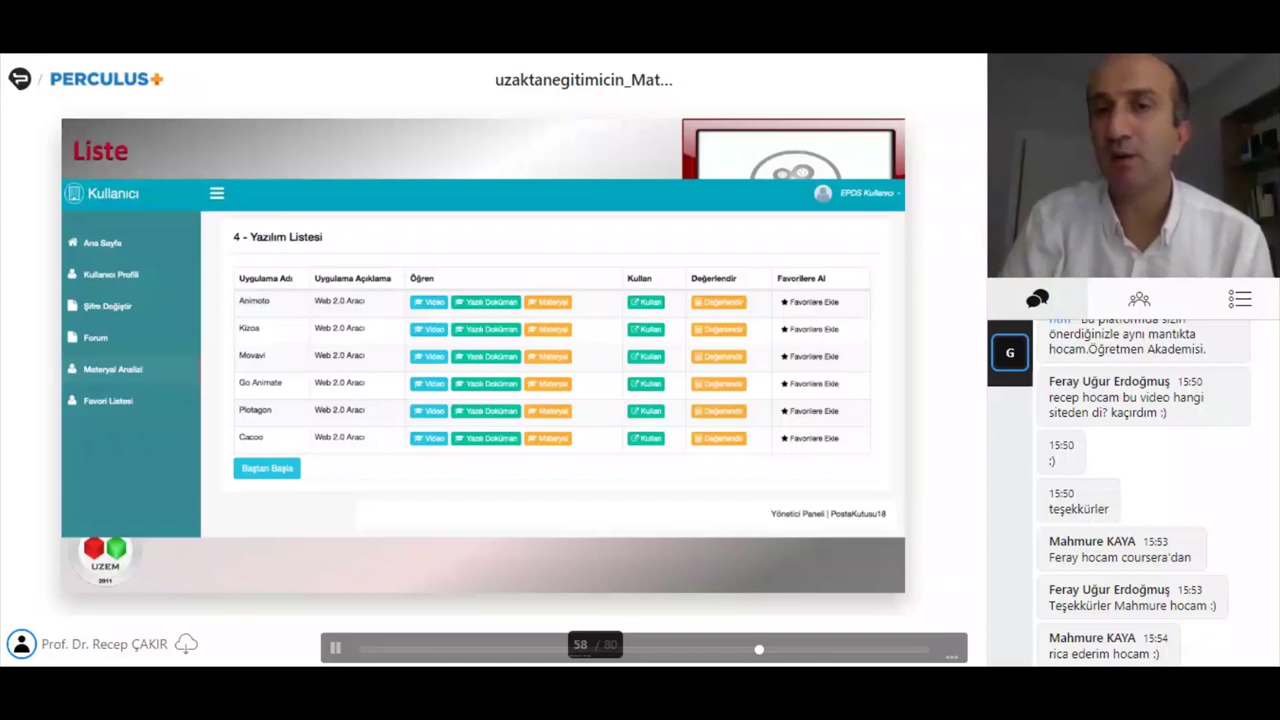 PERCULUS+
uzaktanegitimicin_Mat...
Liste
Kullanıcı
EPDS Kullanıcı
Ana Sayfa
Kullanıcı Profili
Şifre Değiştir
Forum
Materyal Analizi
Favori Listesi
4 - Yazılım Listesi
Uygulama Adı Uygulama Açıklama Öğren Kullan Değerlendir Favorilere Al
Animoto Web 2.0 Aracı Video Yazılı Doküman Materyal Kullan Değerlendir Favorilere Ekle
Kizoa Web 2.0 Aracı Video Yazılı Doküman Materyal Kullan Değerlendir Favorilere Ekle
Movavi Web 2.0 Aracı Video Yazılı Doküman Materyal Kullan Değerlendir Favorilere Ekle
Go Animate Web 2.0 Aracı Video Yazılı Doküman Materyal Kullan Değerlendir Favorilere Ekle
Plotagon Web 2.0 Aracı Video Yazılı Doküman Materyal Kullan Değerlendir Favorilere Ekle
Cacoo Web 2.0 Aracı Video Yazılı Doküman Materyal Kullan Değerlendir Favorilere Ekle
Baştan Başla
Yönetici Paneli | PostaKutusu18
UZEM
2011
Prof. Dr. Recep ÇAKIR
58 / 80
G
Bu platformda sizin
önerdiğinizle aynı mantıkta
hocam.Öğretmen Akademisi.
Feray Uğur Erdoğmuş 15:50
recep hocam bu video hangi
siteden di? kaçırdım :)
15:50
:)
15:50
teşekkürler
Mahmure KAYA 15:53
Feray hocam coursera'dan
Feray Uğur Erdoğmuş 15:53
Teşekkürler Mahmure hocam :)
Mahmure KAYA 15:54
rica ederim hocam :)